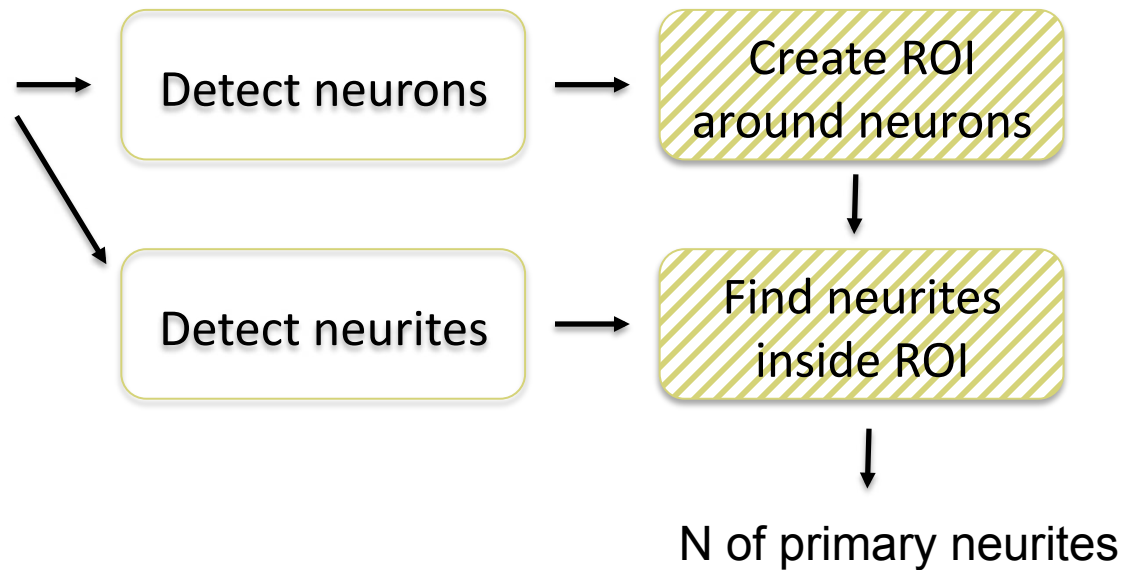 Detect neurons
Create ROI
around neurons
Detect neurites
Find neurites
inside ROI
N of primary neurites